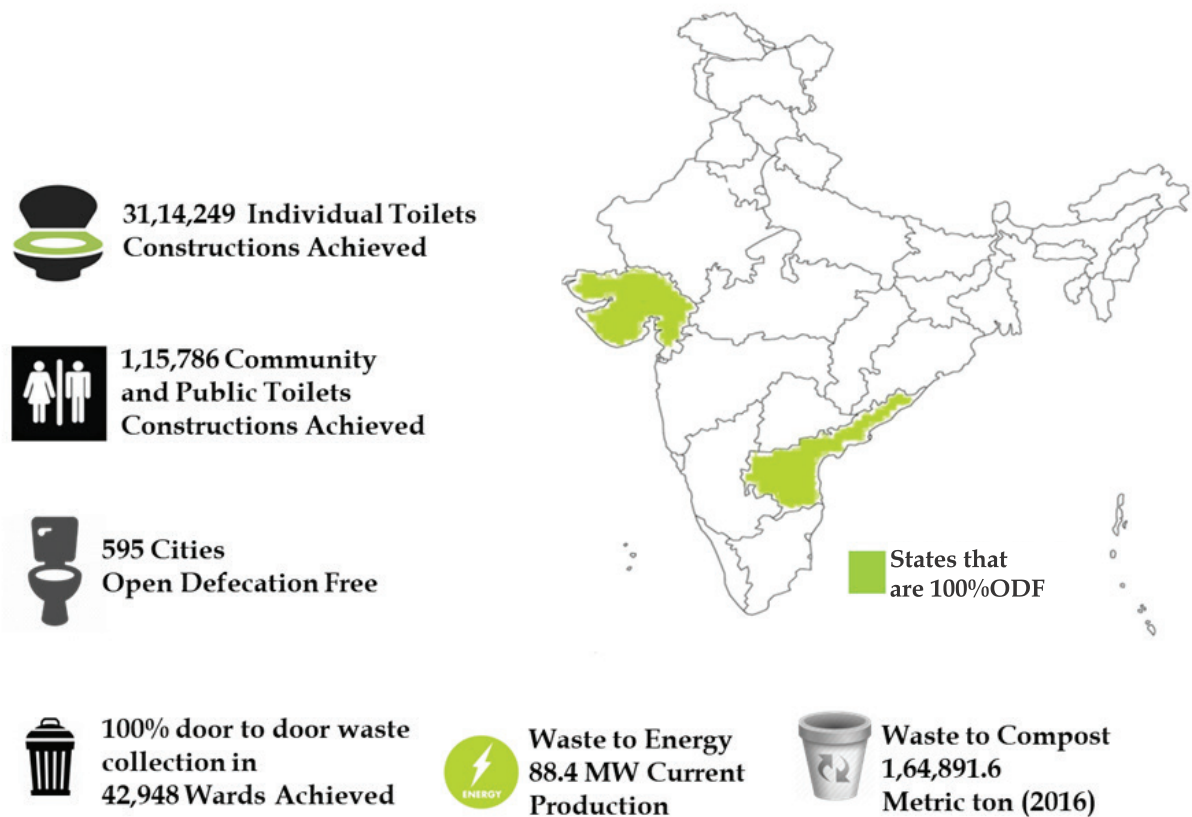 31,14,249 Individual Toilets
Constructions Achieved
1,15,786 Community
and Public Toilets
Constructions Achieved
595 Cities
Open Defecation Free
States that
are 100%ODF
100% door to door waste
collection in
42,948 Wards Achieved
ENERGY
Waste to Energy
88.4 MW Current
Production
Waste to Compost
1,64,891.6
Metric ton (2016)